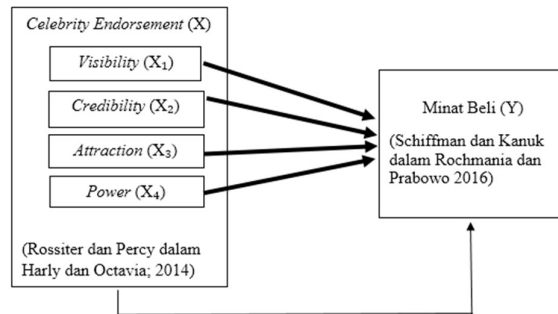 Celebrity Endorsement (X)
Visibility (X₁)
Credibility (X₂)
Attraction (X₃)
Power (X₄)
(Rossiter dan Percy dalam
Harly dan Octavia; 2014)
Minat Beli (Y)
(Schiffman dan Kanuk
dalam Rochmania dan
Prabowo 2016)